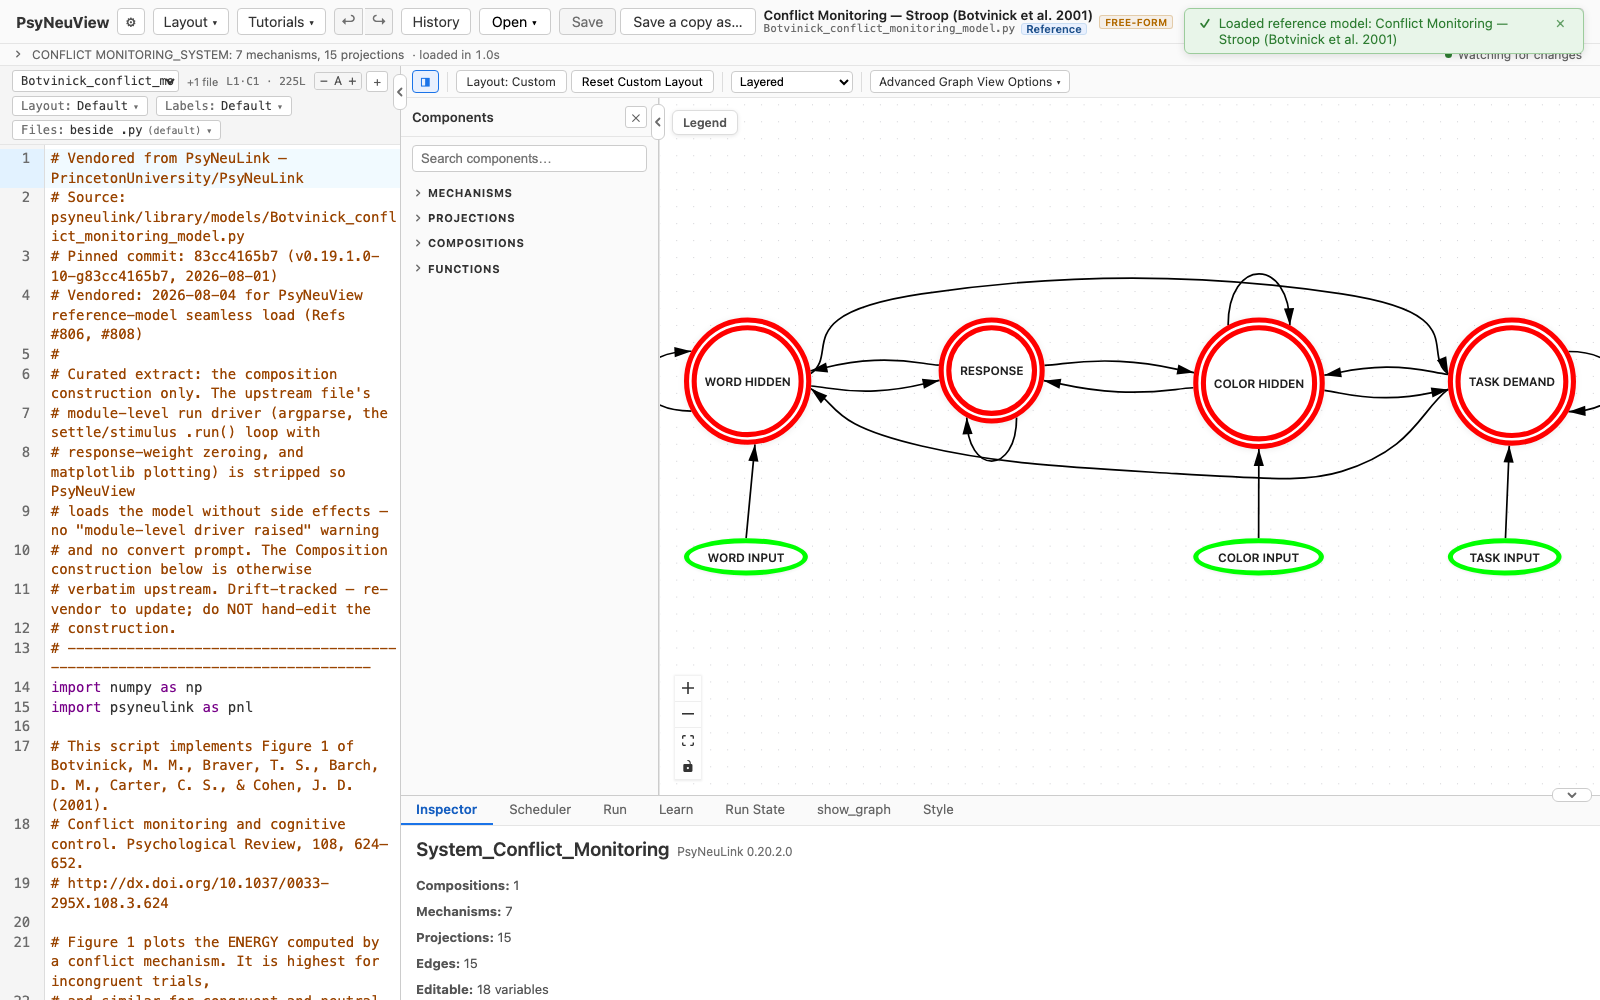 PsyNeuView
Layout ▾
Tutorials ▾
History
Open ▾
Save
Save a copy as...
Conflict Monitoring — Stroop (Botvinick et al. 2001)
Botvinick_conflict_monitoring_model.py Reference
FREE-FORM
✓ Loaded reference model: Conflict Monitoring —
Stroop (Botvinick et al. 2001)
×
CONFLICT MONITORING_SYSTEM: 7 mechanisms, 15 projections · loaded in 1.0s
Watching for changes
+1 file L1·C1 · 225L − A + +
Layout: Default ▾
Labels: Default ▾
Files: beside .py (default) ▾
Layout: Custom
Reset Custom Layout
Layered
Advanced Graph View Options ▾
1 # Vendored from PsyNeuLink —
PrincetonUniversity/PsyNeuLink
2 # Source:
psyneulink/library/models/Botvinick_confl
ict_monitoring_model.py
3 # Pinned commit: 83cc4165b7 (v0.19.1.0-
10-g83cc4165b7, 2026-08-01)
4 # Vendored: 2026-08-04 for PsyNeuView
reference-model seamless load (Refs
#806, #808)
5 #
6 # Curated extract: the composition
construction only. The upstream file's
7 # module-level run driver (argparse, the
settle/stimulus .run() loop with
8 # response-weight zeroing, and
matplotlib plotting) is stripped so
PsyNeuView
9 # loads the model without side effects —
no "module-level driver raised" warning
10 # and no convert prompt. The Composition
construction below is otherwise
11 # verbatim upstream. Drift-tracked — re-
vendor to update; do NOT hand-edit the
12 # construction.
13 # ---------------------------------------
--------------------------------------
14 import numpy as np
15 import psyneulink as pnl
16
17 # This script implements Figure 1 of
Botvinick, M. M., Braver, T. S., Barch,
D. M., Carter, C. S., & Cohen, J. D.
(2001).
18 # Conflict monitoring and cognitive
control. Psychological Review, 108, 624–
652.
19 # http://dx.doi.org/10.1037/0033-
295X.108.3.624
20
21 # Figure 1 plots the ENERGY computed by
a conflict mechanism. It is highest for
incongruent trials,
Components
×
Search components…
MECHANISMS
PROJECTIONS
COMPOSITIONS
FUNCTIONS
Legend
WORD HIDDEN
RESPONSE
COLOR HIDDEN
TASK DEMAND
WORD INPUT
COLOR INPUT
TASK INPUT
Inspector
Scheduler
Run
Learn
Run State
show_graph
Style
System_Conflict_Monitoring PsyNeuLink 0.20.2.0
Compositions: 1
Mechanisms: 7
Projections: 15
Edges: 15
Editable: 18 variables